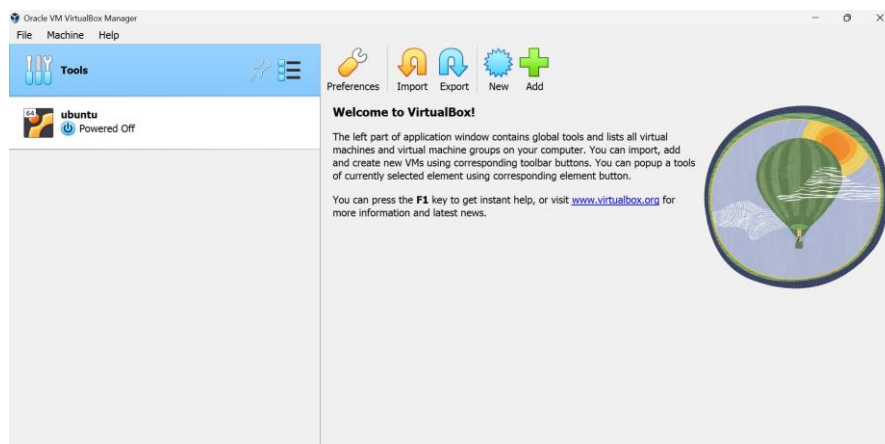 Oracle VM VirtualBox Manager
File Machine Help
Tools
64
ubuntu
Powered Off
Preferences Import Export New Add
Welcome to VirtualBox!
The left part of application window contains global tools and lists all virtual
machines and virtual machine groups on your computer. You can import, add
and create new VMs using corresponding toolbar buttons. You can popup a tools
of currently selected element using corresponding element button.
You can press the F1 key to get instant help, or visit www.virtualbox.org for
more information and latest news.